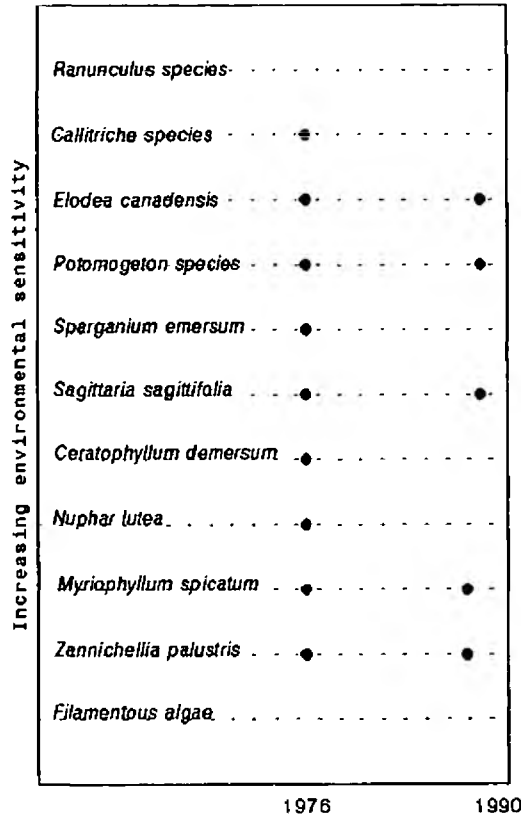 Increasing environmental sensitivity
Ranunculus species
Callitriche species
Elodea canadensis
Potomogeton species
Sparganium emersum
Sagittaria sagittifolia
Ceratophyllum demersum
Nuphar lutea
Myriophyllum spicatum
Zannichellia palustris
Filamentous algae
1976 1990